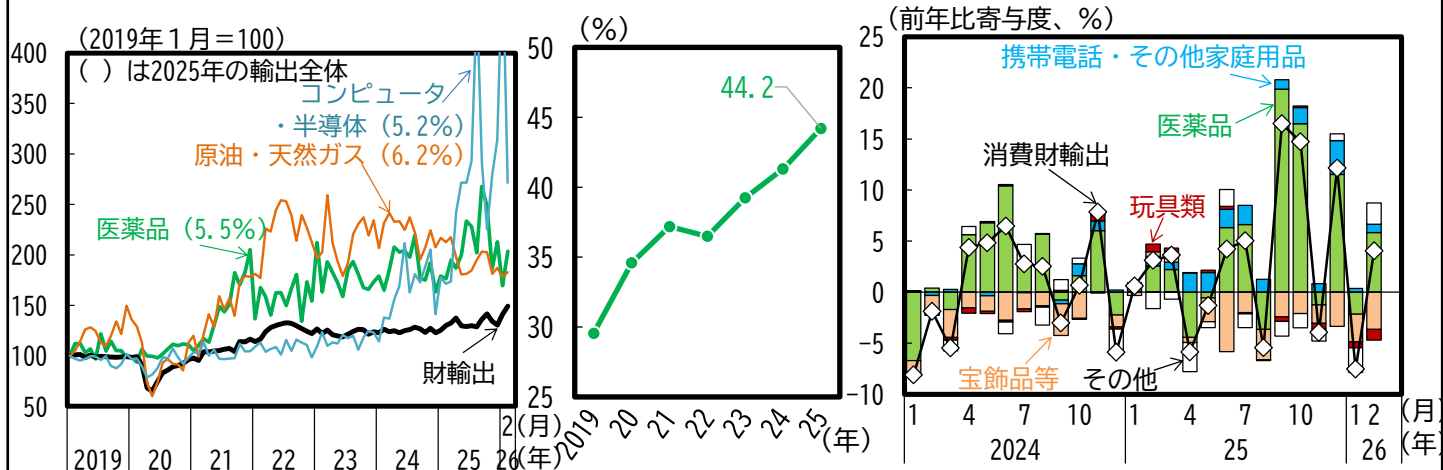 (2019年１月＝100)
( ) は2025年の輸出全体
コンピュータ
・半導体 (5.2%)
原油・天然ガス (6.2%)
医薬品 (5.5%)
財輸出
400
350
300
250
200
150
100
50
2(月)
2019 20 21 22 23 24 25 26(年)
(%)
50
45
40
35
30
25
44.2
2019 20 21 22 23 24 25 (年)
(前年比寄与度、%)
25
20
15
10
5
0
−5
−10
携帯電話・その他家庭用品
医薬品
消費財輸出
玩具類
宝飾品等
その他
1 4 7 10 1 4 7 10 12 (月)
2024 25 26 (年)